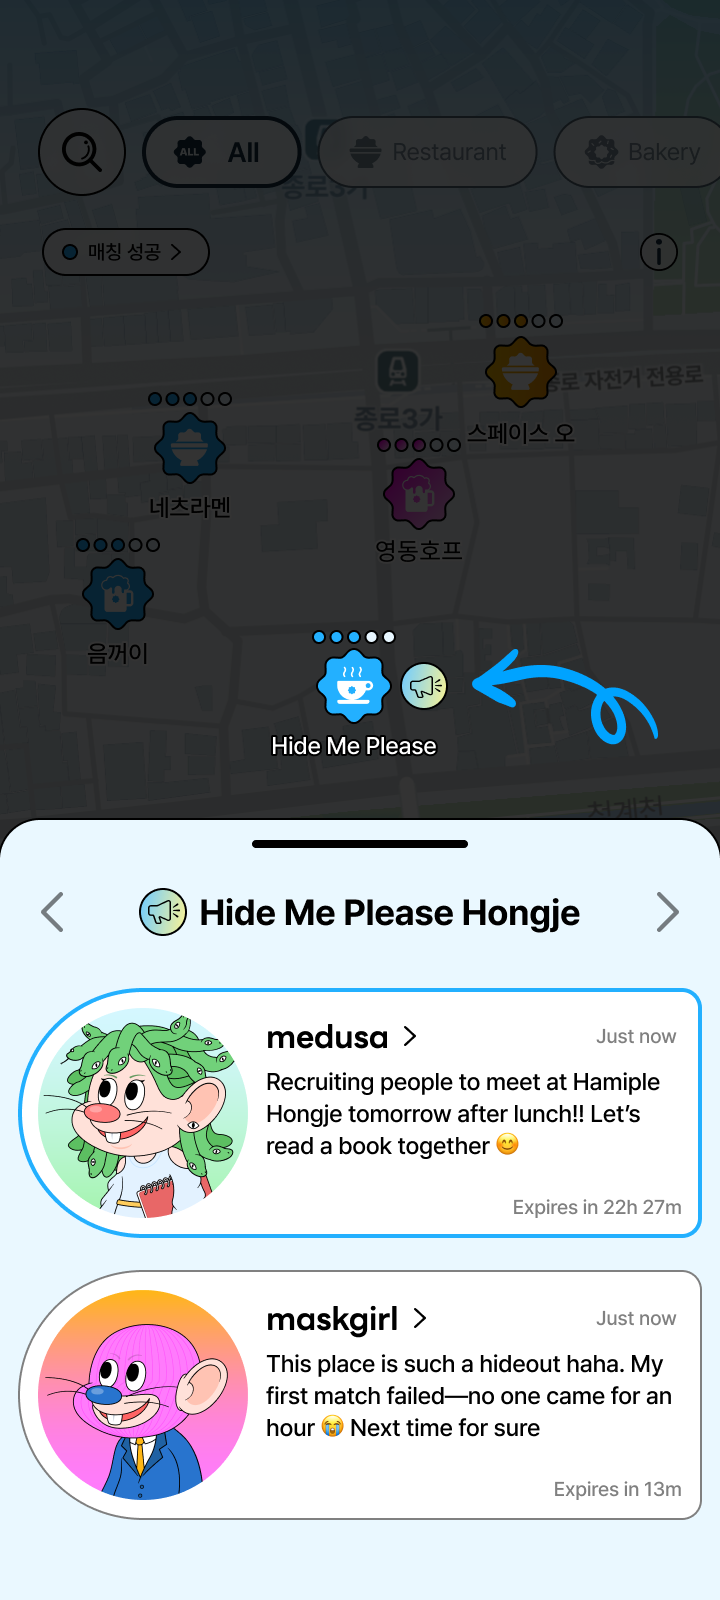 ALL All Restaurant Bakery
종로3가
매칭 성공
종로 자전거 전용로
종로3가
스페이스 오
네츠라멘
영동호프
음꺼이
Hide Me Please
청계천
Hide Me Please Hongje
medusa Just now
Recruiting people to meet at Hamiple
Hongje tomorrow after lunch!! Let’s
read a book together 😊
Expires in 22h 27m
maskgirl Just now
This place is such a hideout haha. My
first match failed—no one came for an
hour 😭 Next time for sure
Expires in 13m